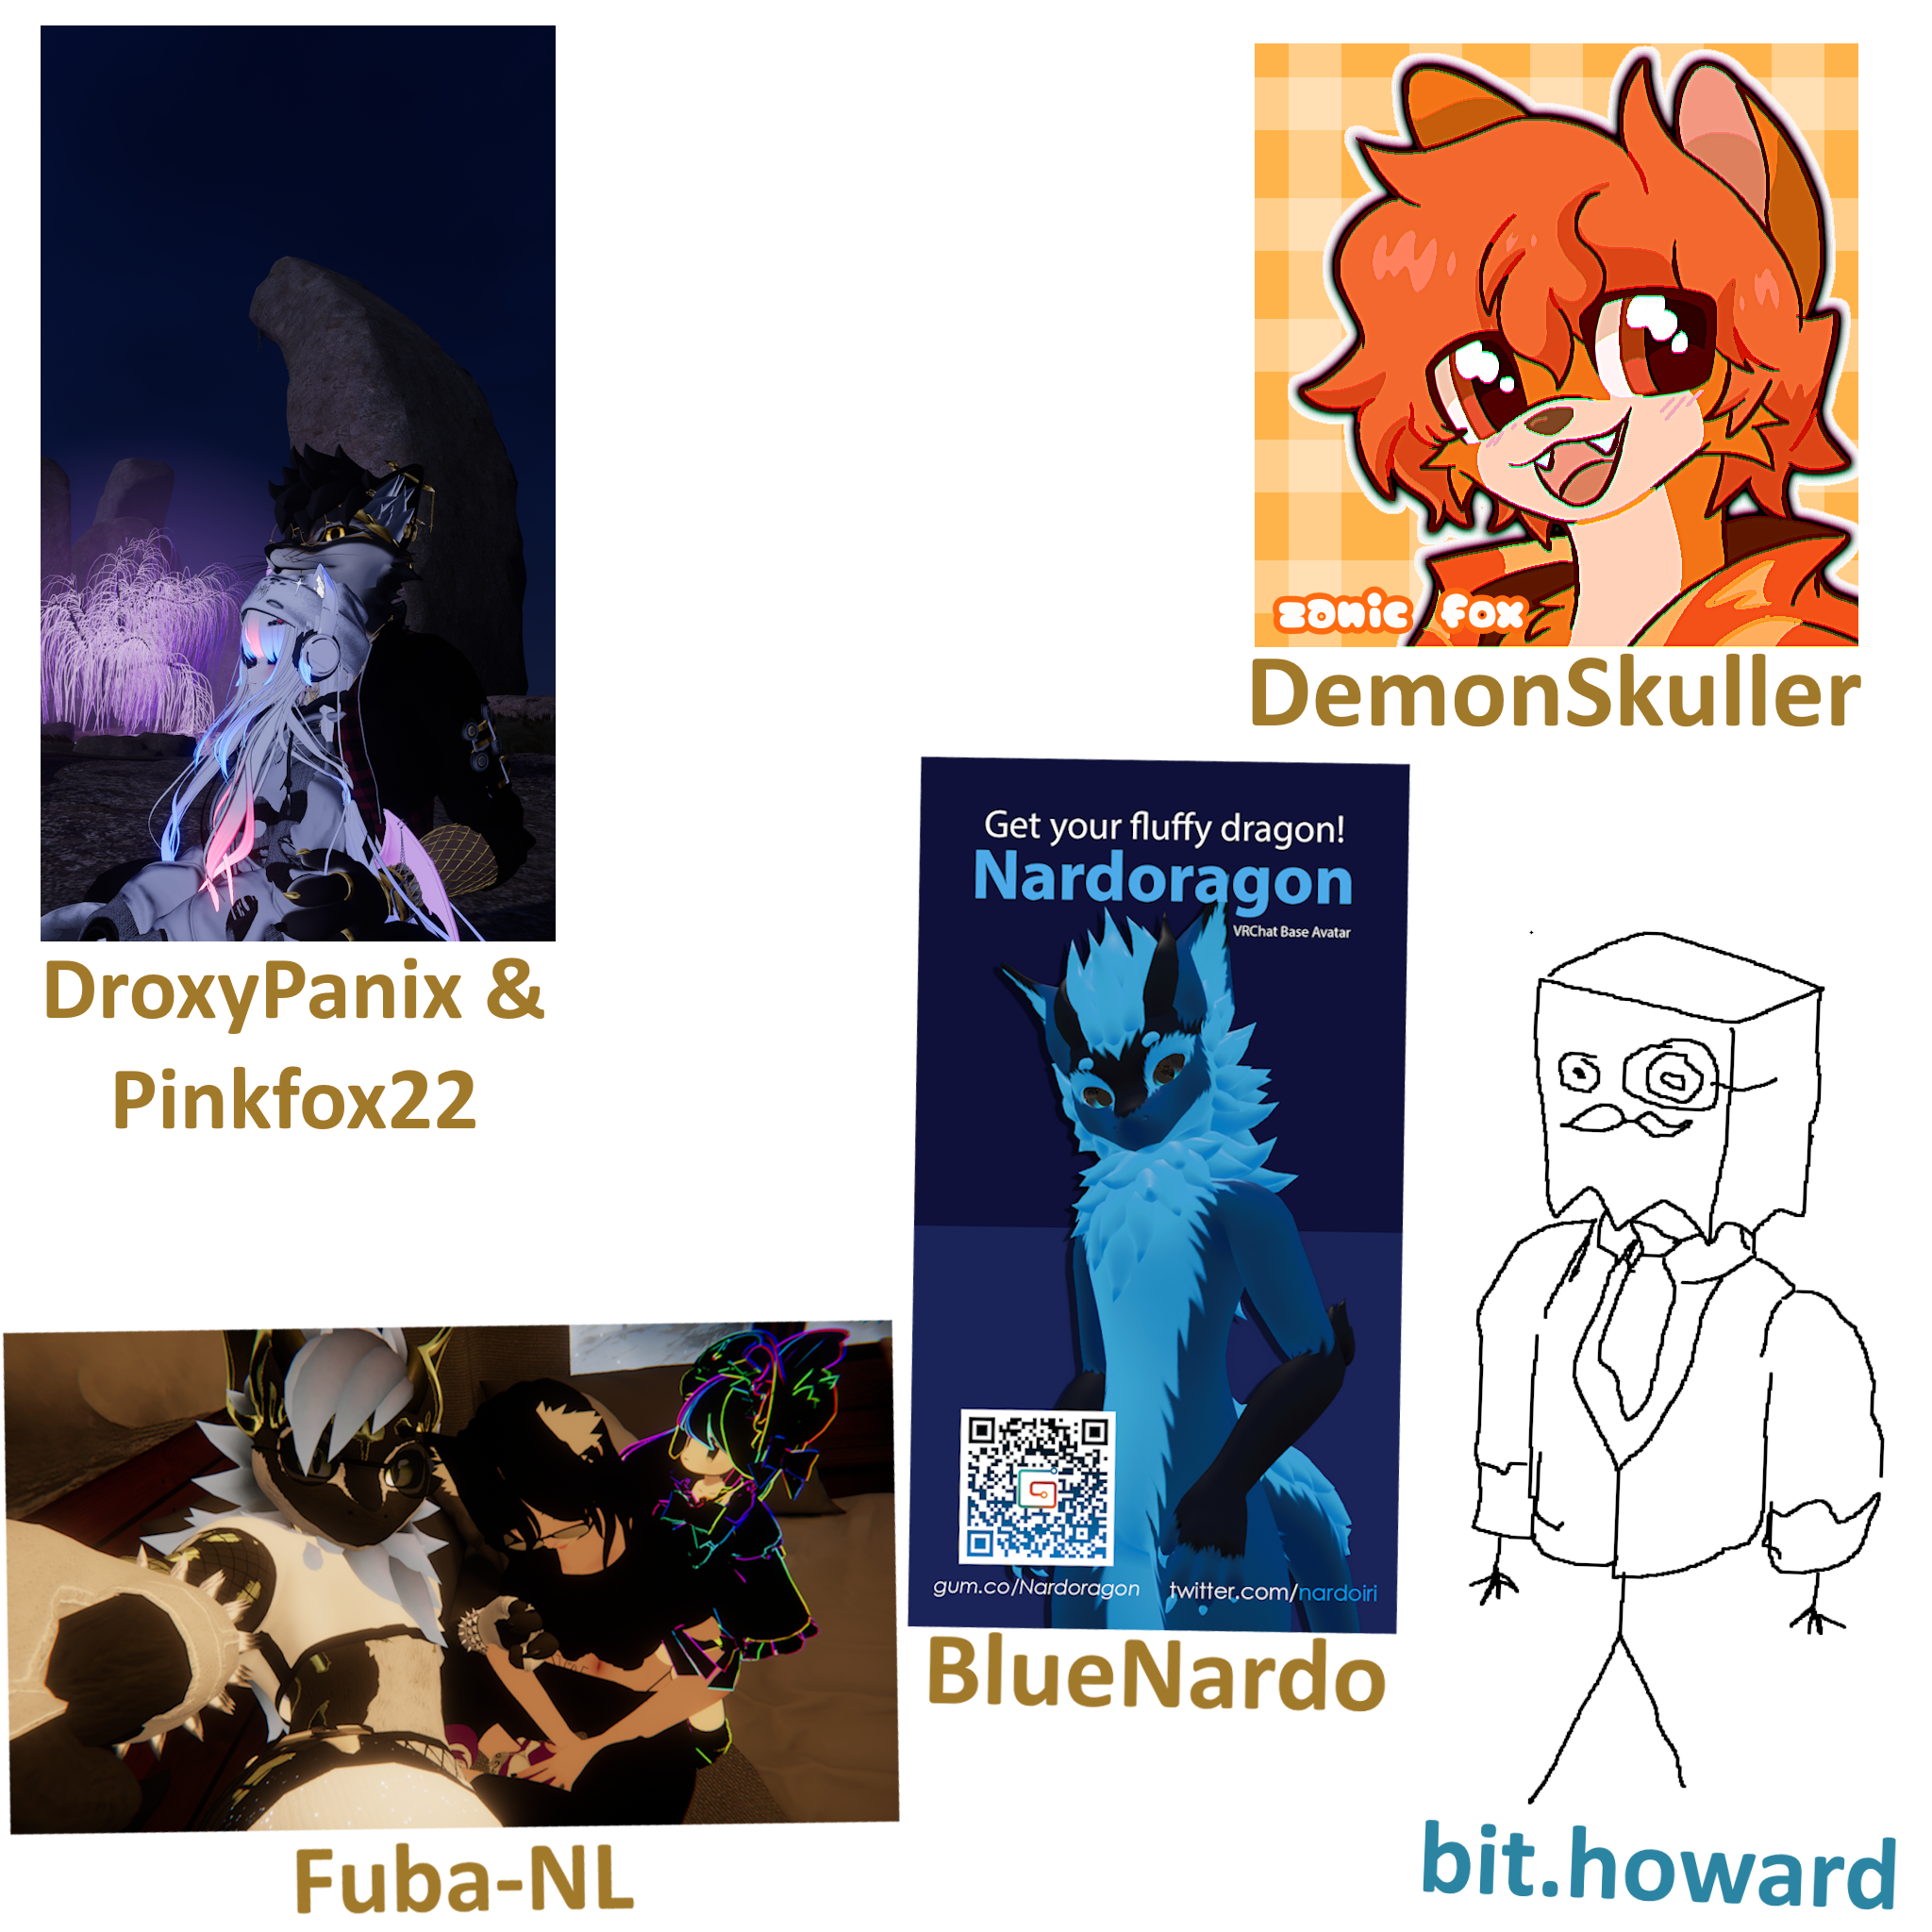 zonic fox
DemonSkuller
DroxyPanix &
Pinkfox22
Get your fluffy dragon!
Nardoragon
VRChat Base Avatar
gum.co/Nardoragon
twitter.com/nardoiri
BlueNardo
Fuba-NL
bit.howard